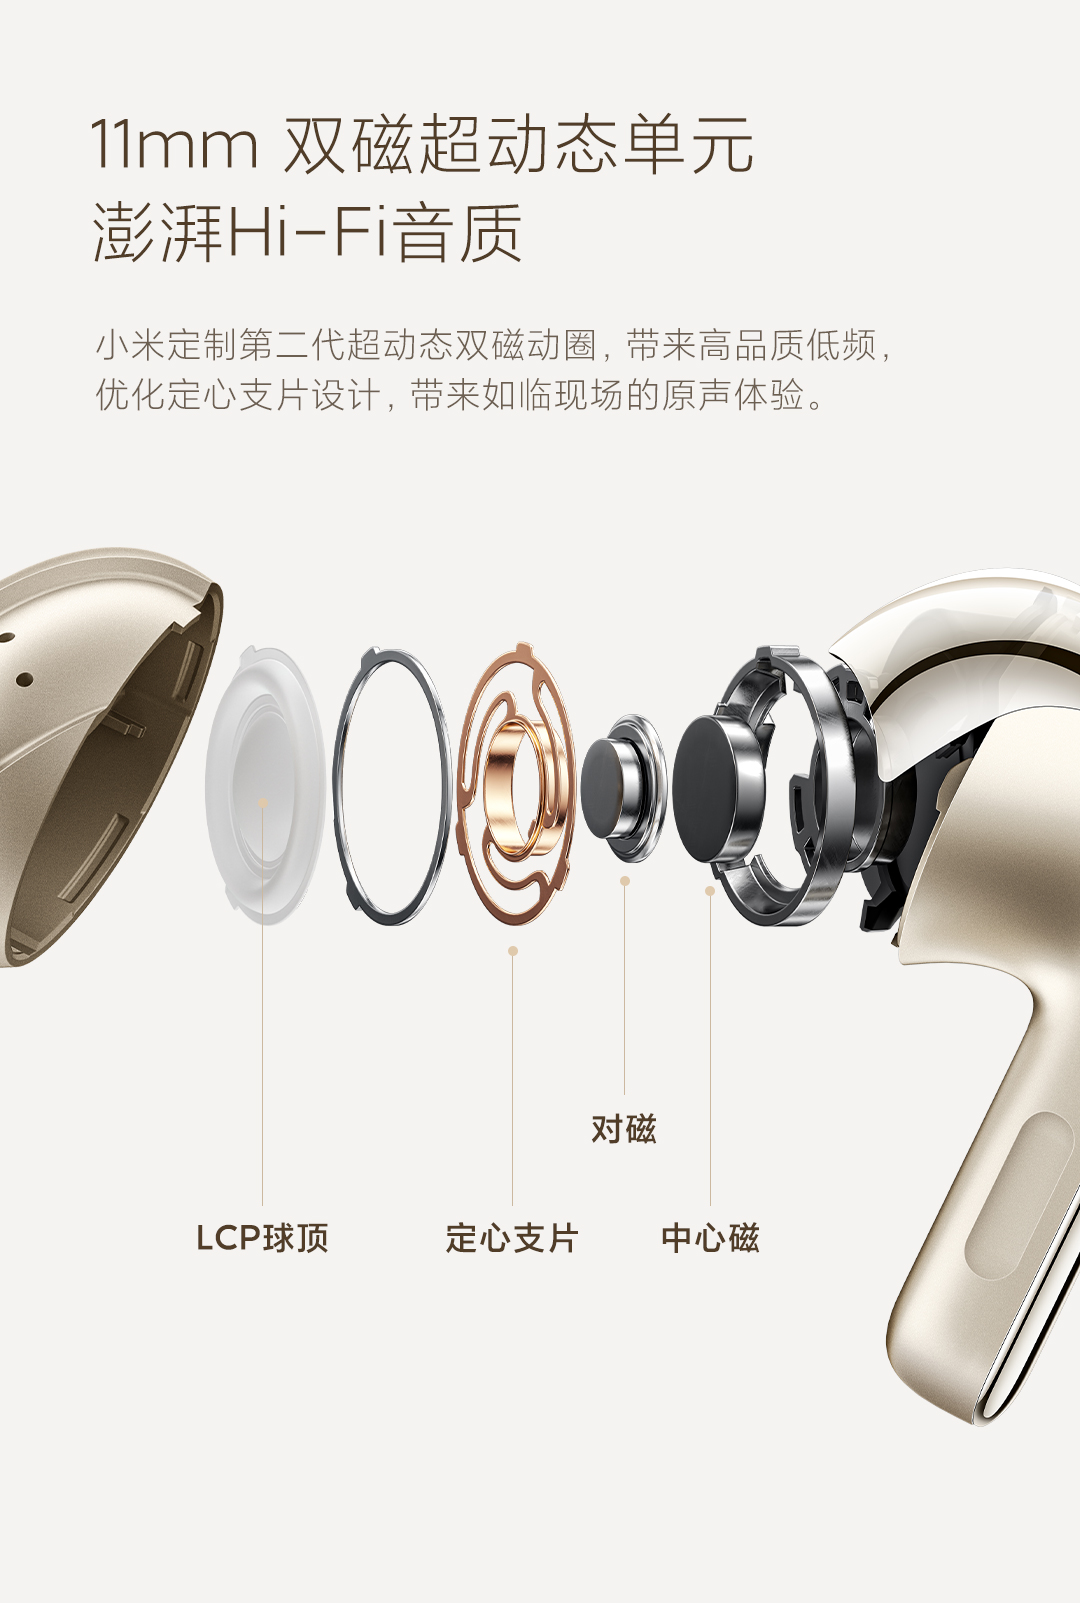 11mm 双磁超动态单元
澎湃Hi-Fi音质
小米定制第二代超动态双磁动圈，带来高品质低频，
优化定心支片设计，带来如临现场的原声体验。
对磁
LCP球顶
定心支片
中心磁